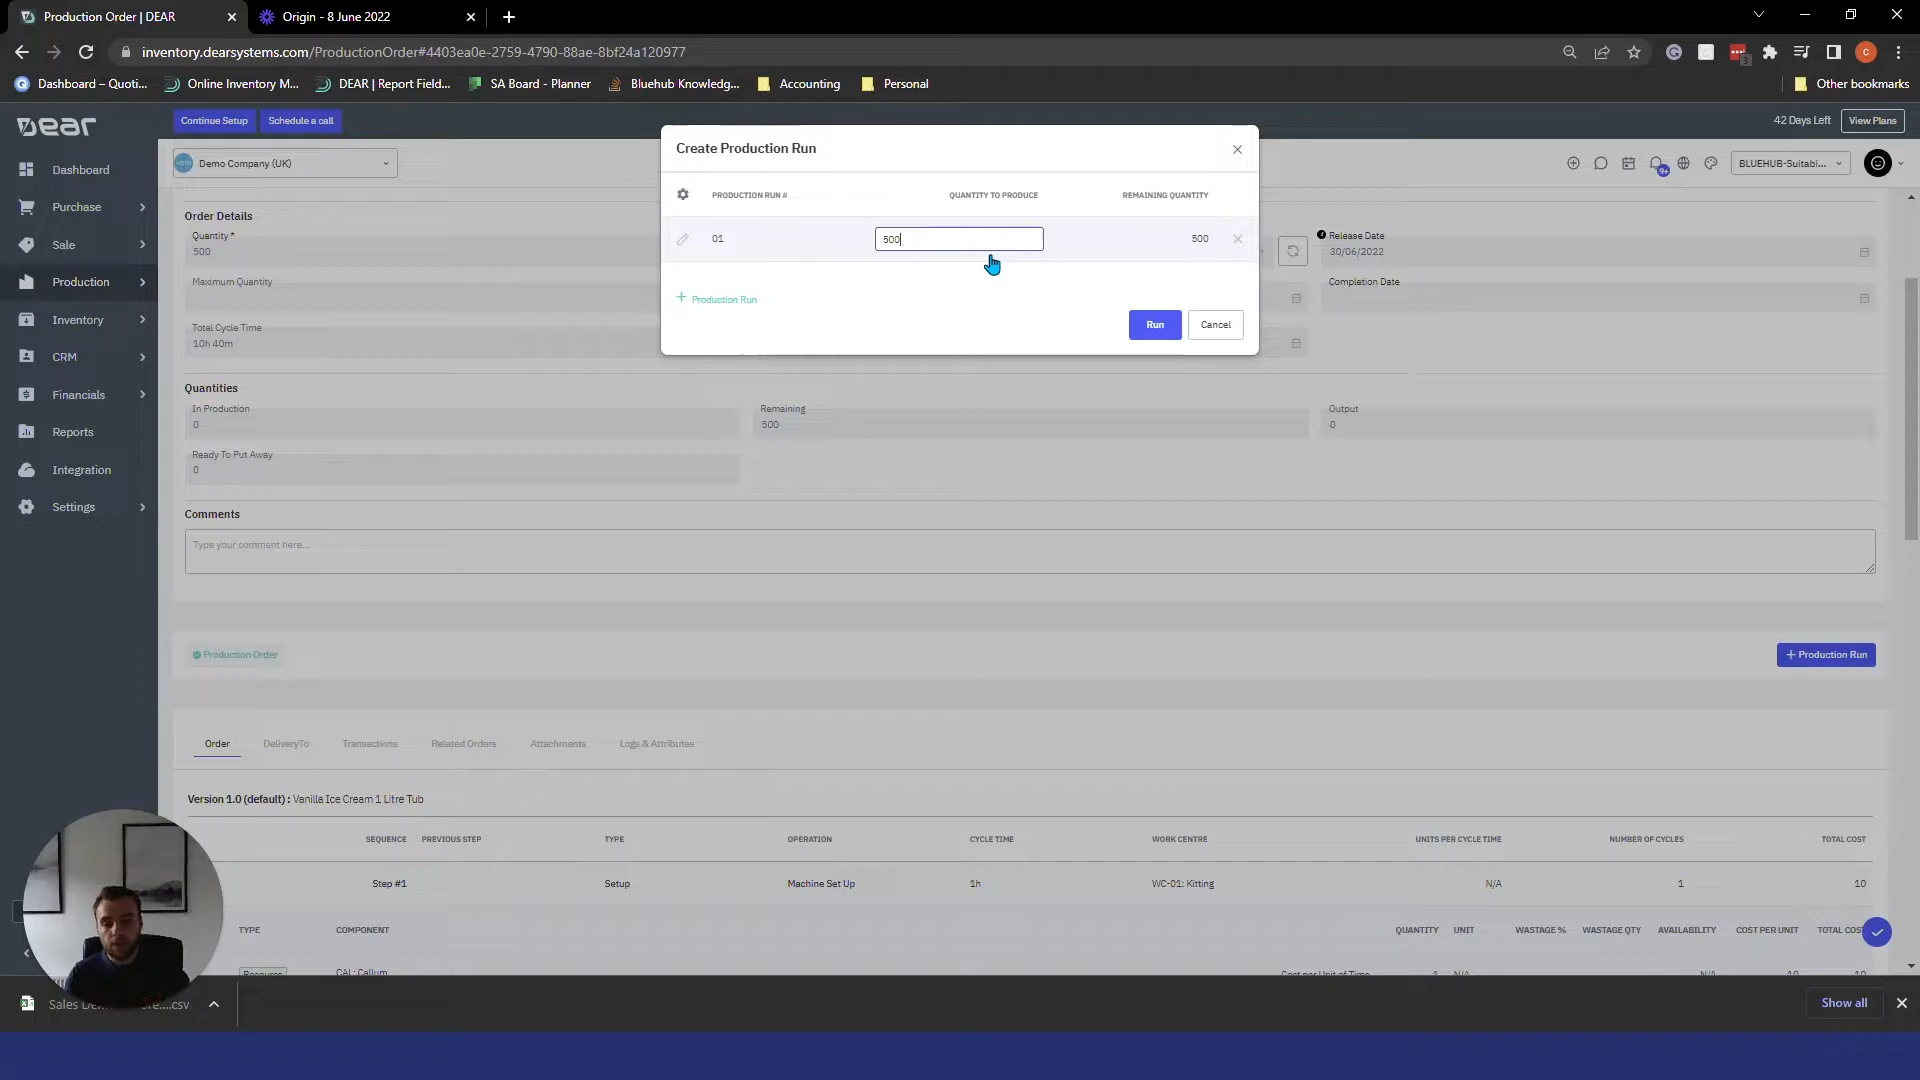 Production Order | DEAR
Origin - 8 June 2022
inventory.dearsystems.com/ProductionOrder#4403ea0e-2759-4790-88ae-8bf24a120977
Dashboard – Quoti...
Online Inventory M...
DEAR | Report Field...
SA Board - Planner
Bluehub Knowledg...
Accounting
Personal
Other bookmarks
Dear
Continue Setup
Schedule a call
42 Days Left
View Plans
Demo Company (UK)
BLUEHUB-Suitabi...
Dashboard
Purchase
Sale
Production
Inventory
CRM
Financials
Reports
Integration
Settings
Create Production Run
PRODUCTION RUN #
QUANTITY TO PRODUCE
REMAINING QUANTITY
01
500
500
Production Run
Run
Cancel
Order Details
Quantity *
500
Release Date
30/06/2022
Maximum Quantity
Completion Date
Total Cycle Time
10h 40m
Quantities
In Production
0
Remaining
500
Output
0
Ready To Put Away
0
Comments
Type your comment here...
Production Order
+ Production Run
Order
DeliveryTo
Transactions
Related Orders
Attachments
Logs & Attributes
Version 1.0 (default) : Vanilla Ice Cream 1 Litre Tub
SEQUENCE PREVIOUS STEP TYPE OPERATION CYCLE TIME WORK CENTRE UNITS PER CYCLE TIME NUMBER OF CYCLES TOTAL COST
Step #1 Setup Machine Set Up 1h WC-01: Kitting N/A 1 10
TYPE COMPONENT QUANTITY UNIT WASTAGE % WASTAGE QTY AVAILABILITY COST PER UNIT TOTAL COST
Resource CAL: Callum Cost per Unit of Time 1 N/A N/A 10 10
Show all